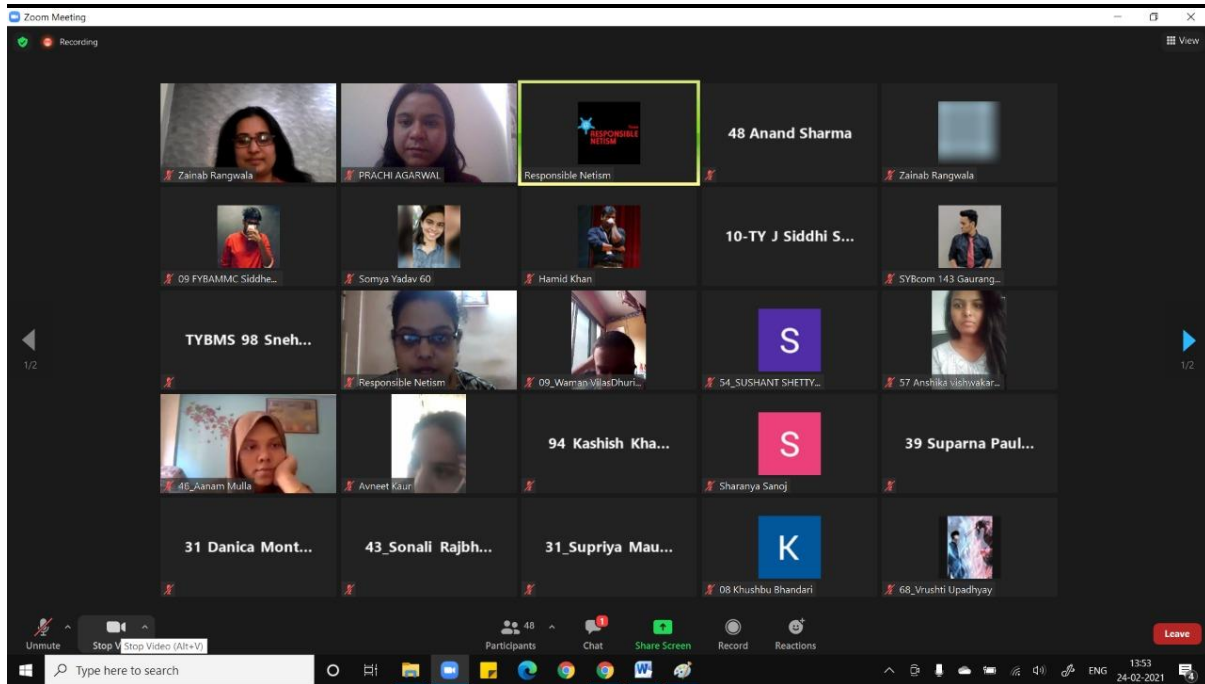 Zoom Meeting
Recording
View
RESPONSIBLE
NETISM
48 Anand Sharma
Zainab Rangwala
PRACHI AGARWAL
Responsible Netism
Zainab Rangwala
10-TY J Siddhi S...
09 FYBAMMC Siddhe...
Somya Yadav 60
Hamid Khan
SYBcom 143 Gaurang...
TYBMS 98 Sneh...
S
1/2
1/2
Responsible Netism
09_Waman VilasDhuri...
54_SUSHANT SHETTY...
57 Anshika vishwakar...
94 Kashish Kha...
S
39 Suparna Paul...
46_Aanam Mulla
Avneet Kaur
Sharanya Sanoj
31 Danica Mont...
43_Sonali Rajbh...
31_Supriya Mau...
K
08 Khushbu Bhandari
68_Vrushti Upadhyay
48
1
Unmute
Stop V
Stop Video (Alt+V)
Participants
Chat
Share Screen
Record
Reactions
Leave
Type here to search
ENG
13:53
24-02-2021
4